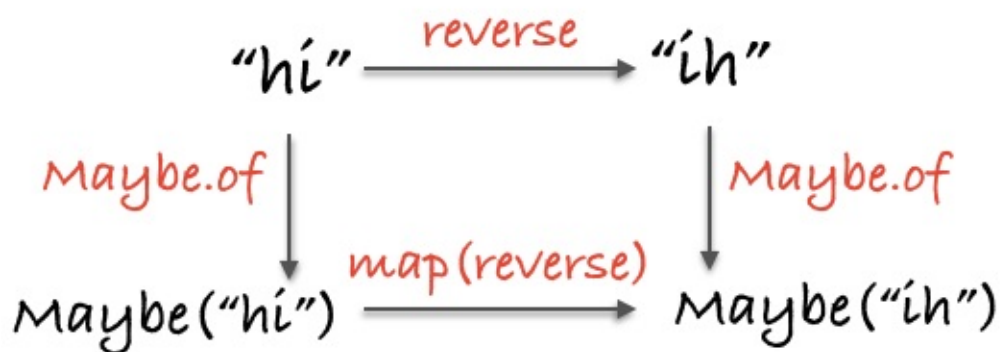 reverse
“hi” “ih”
Maybe.of Maybe.of
map(reverse)
Maybe(“hi”) Maybe(“ih”)